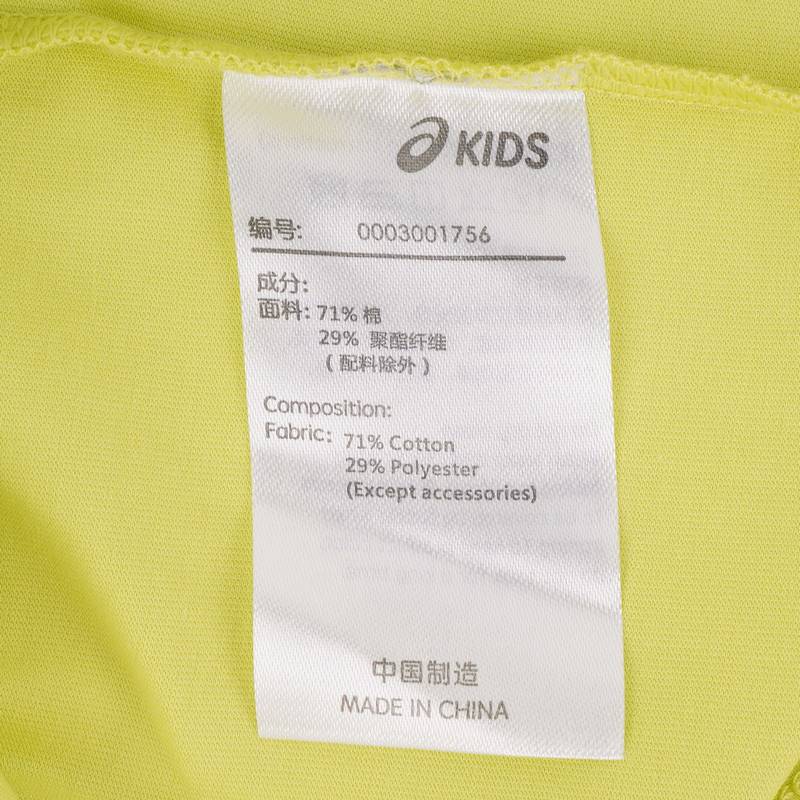 KIDS
编号: 0003001756
成分:
面料: 71% 棉
29% 聚酯纤维
(配料除外)
Composition:
Fabric: 71% Cotton
29% Polyester
(Except accessories)
中国制造
MADE IN CHINA